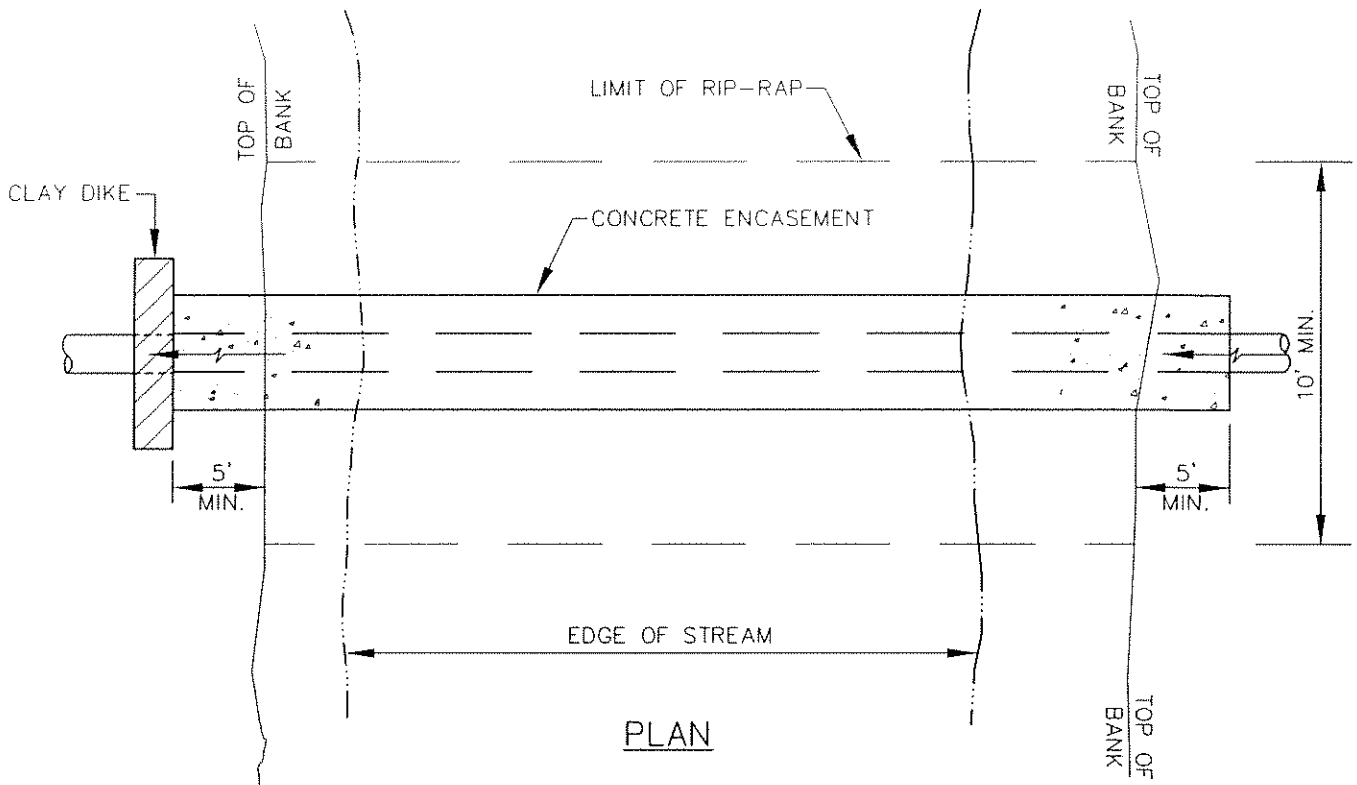 TOP OF
BANK
LIMIT OF RIP-RAP
TOP OF
BANK
CLAY DIKE
CONCRETE ENCASEMENT
10' MIN.
5'
MIN.
5'
MIN.
EDGE OF STREAM
PLAN
TOP OF
BANK